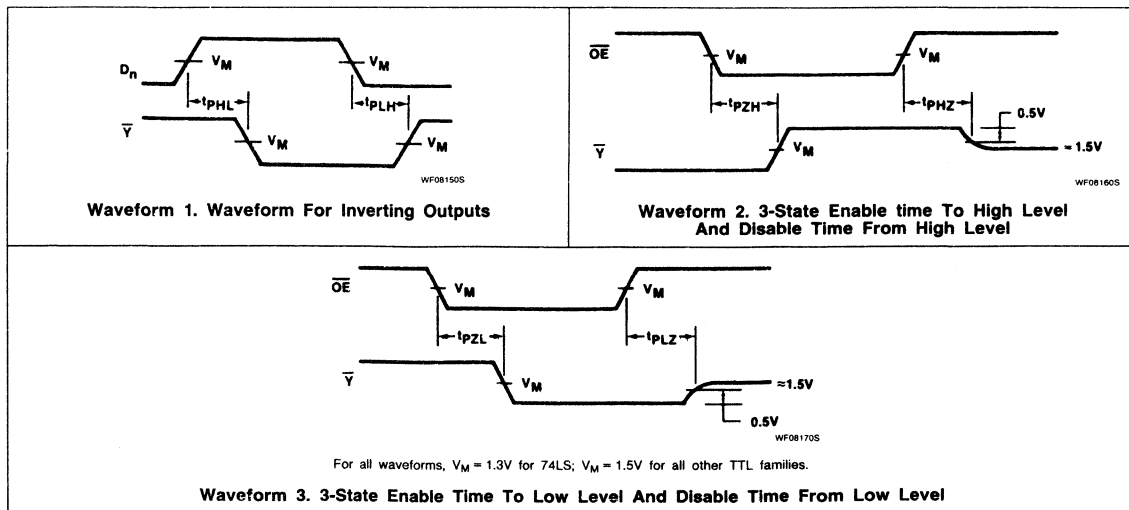 Dn
VM
VM
tPHL
tPLH
Y̅
VM
VM
WF08150S
Waveform 1. Waveform For Inverting Outputs
O̅E̅
VM
VM
tPZH
tPHZ
0.5V
Y̅
VM
≈1.5V
WF08160S
Waveform 2. 3-State Enable time To High Level
And Disable Time From High Level
O̅E̅
VM
VM
tPZL
tPLZ
Y̅
VM
≈1.5V
0.5V
WF08170S
For all waveforms, VM = 1.3V for 74LS; VM = 1.5V for all other TTL families.
Waveform 3. 3-State Enable Time To Low Level And Disable Time From Low Level